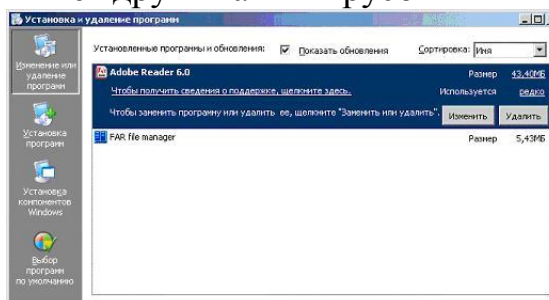 Установка и удаление программ
Изменение или удаление программ
Установка программ
Установка компонентов Windows
Выбор программ по умолчанию
Установленные программы и обновления:
Показать обновления
Сортировка: Имя
Adobe Reader 6.0 Размер 43,40МБ
Чтобы получить сведения о поддержке, щелкните здесь. Используется редко
Чтобы заменить программу или удалить ее, щелкните "Заменить или удалить". Изменить Удалить
FAR file manager Размер 5,43МБ